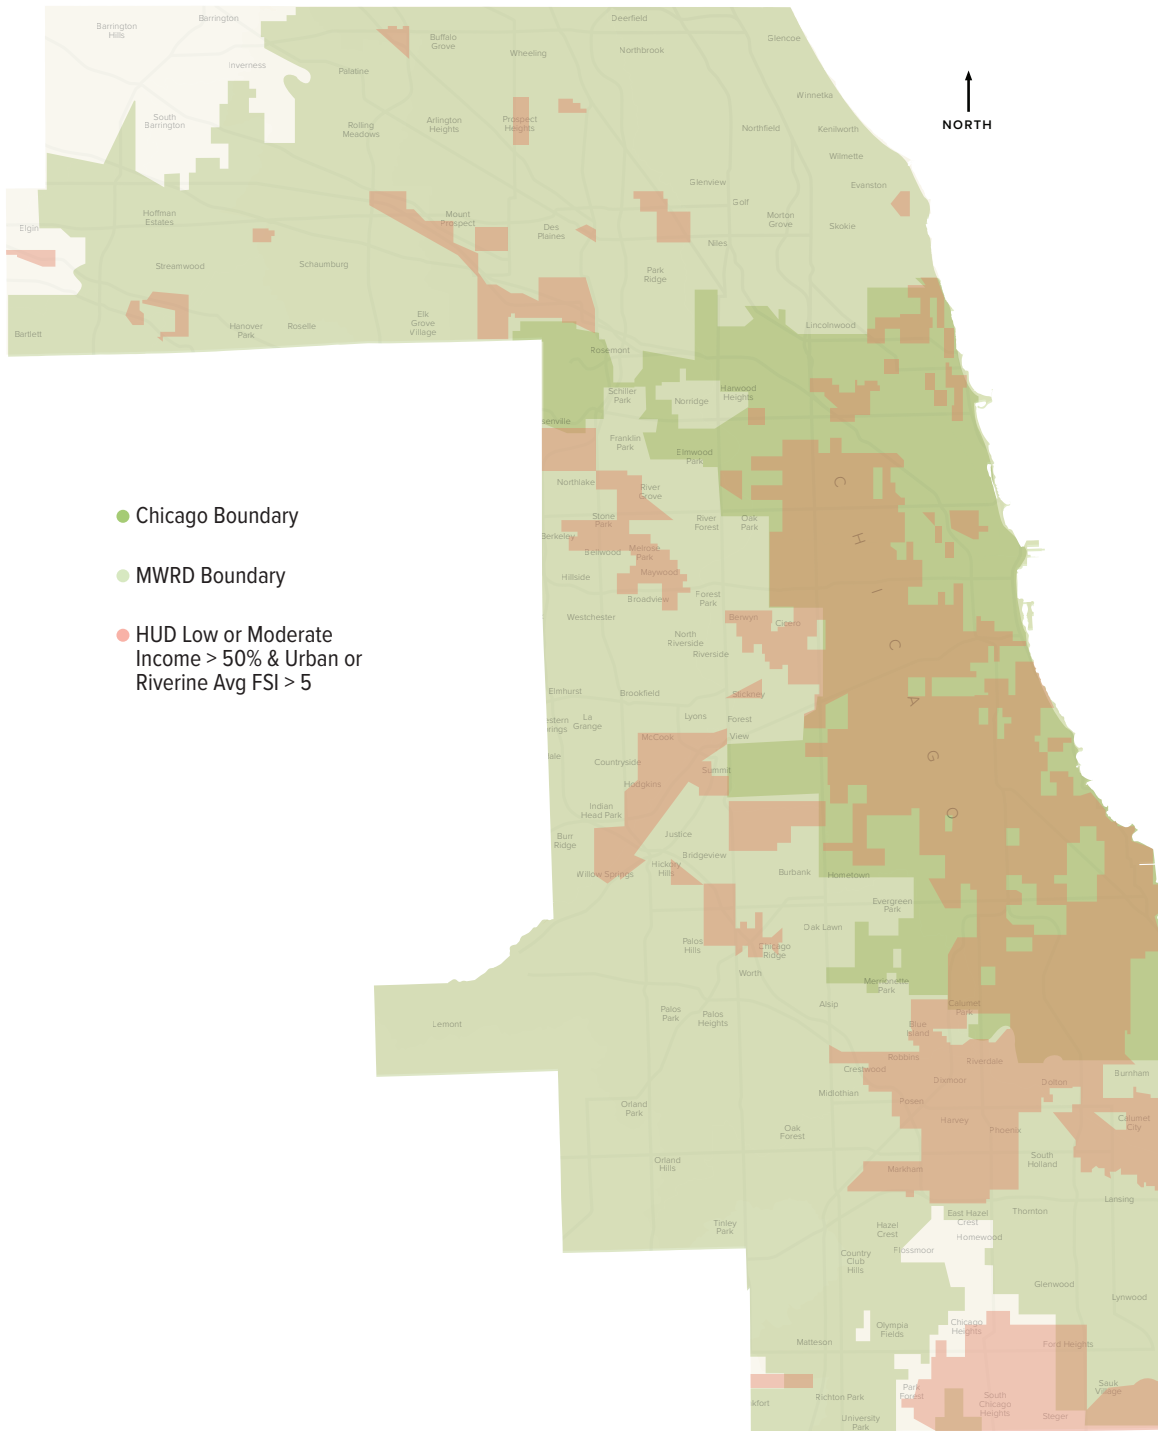 Barrington
Barrington
Hills
Deerfield
Buffalo
Grove
Glencoe
Northbrook
Wheeling
Inverness
Palatine
Winnetka
NORTH
South
Barrington
Rolling
Meadows
Arlington
Heights
Prospect
Heights
Northfield
Kenilworth
Wilmette
Glenview
Evanston
Golf
Hoffman
Estates
Mount
Prospect
Des
Plaines
Morton
Grove
Skokie
Elgin
Niles
Streamwood
Schaumburg
Park
Ridge
Bartlett
Hanover
Park
Roselle
Elk
Grove
Village
Lincolnwood
Rosemont
Schiller
Park
Norridge
Harwood
Heights
senville
Franklin
Park
Elmwood
Park
Northlake
River
Grove
Chicago Boundary
Stone
Park
River
Forest
Oak
Park
Berkeley
Bellwood
Melrose
Park
MWRD Boundary
Hillside
Maywood
Broadview
Forest
Park
CHICAGO
HUD Low or Moderate
Income > 50% & Urban or
Riverine Avg FSI > 5
Westchester
Berwyn
Cicero
North
Riverside
Riverside
Elmhurst
Brookfield
Stickney
estern
rings
La
Grange
Lyons
Forest
View
McCook
dale
Countryside
Summit
Hodgkins
Indian
Head Park
Burr
Ridge
Justice
Bridgeview
Willow Springs
Hickory
Hills
Burbank
Hometown
Evergreen
Park
Oak Lawn
Palos
Hills
Chicago
Ridge
Worth
Merrionette
Park
Alsip
Calumet
Park
Lemont
Palos
Park
Palos
Heights
Blue
Island
Robbins
Riverdale
Crestwood
Dixmoor
Dolton
Burnham
Midlothian
Posen
Orland
Park
Oak
Forest
Harvey
Phoenix
Calumet
City
Orland
Hills
Markham
South
Holland
Lansing
Tinley
Park
Hazel
Crest
East Hazel
Crest
Thornton
Homewood
Flossmoor
Country
Club
Hills
Glenwood
Lynwood
Olympia
Fields
Chicago
Heights
Matteson
Ford Heights
Park
Forest
Sauk
Village
Richton Park
South
Chicago
Heights
kfort
University
Park
Steger